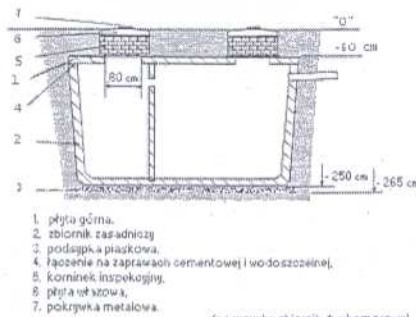 7
"0"
6
5
-60 cm
1
80 cm
4
2
-250 cm
-265 cm
3
1. płyta górna.
2. zbiornik zasadniczy
3. podsypka piaskowa.
4. łączenie na zaprawach cementowej i wodoszczelnej.
5. kominek inspekcyjny.
6. płyta włazowa.
7. pokrywka metalowa.